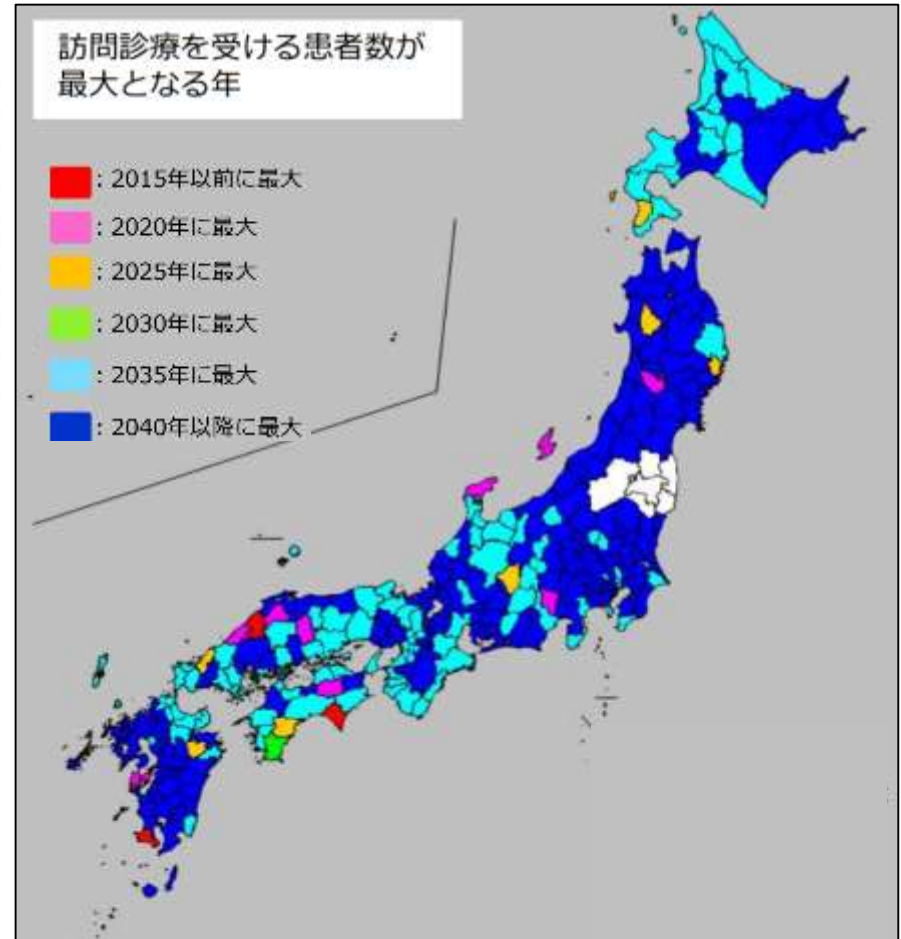 訪問診療を受ける患者数が
最大となる年
：2015年以前に最大
：2020年に最大
：2025年に最大
：2030年に最大
：2035年に最大
：2040年以降に最大